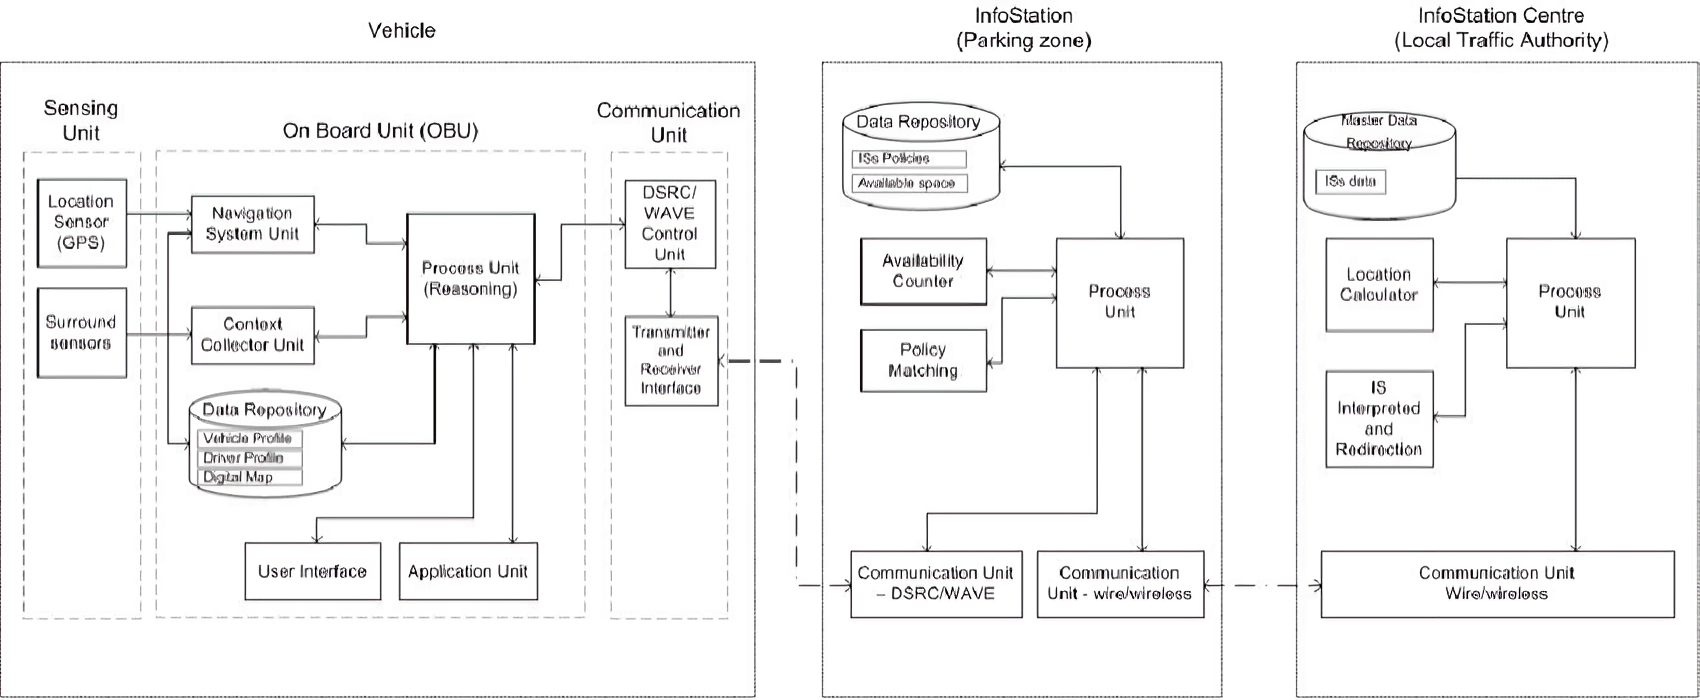 Vehicle
Sensing
Unit
Location
Sensor
(GPS)
Surround
sensors
On Board Unit (OBU)
Navigation
System Unit
Context
Collector Unit
Process Unit
(Reasoning)
Data Repository
Vehicle Profile
Driver Profile
Digital Map
User Interface
Application Unit
Communication
Unit
DSRC/
WAVE
Control
Unit
Transmitter
and
Receiver
Interface
InfoStation
(Parking zone)
Data Repository
ISs Policies
Available space
Availability
Counter
Policy
Matching
Process
Unit
Communication Unit
– DSRC/WAVE
Communication
Unit - wire/wireless
InfoStation Centre
(Local Traffic Authority)
Master Data
Repository
ISs data
Location
Calculator
IS
Interpreted
and
Redirection
Process
Unit
Communication Unit
Wire/wireless